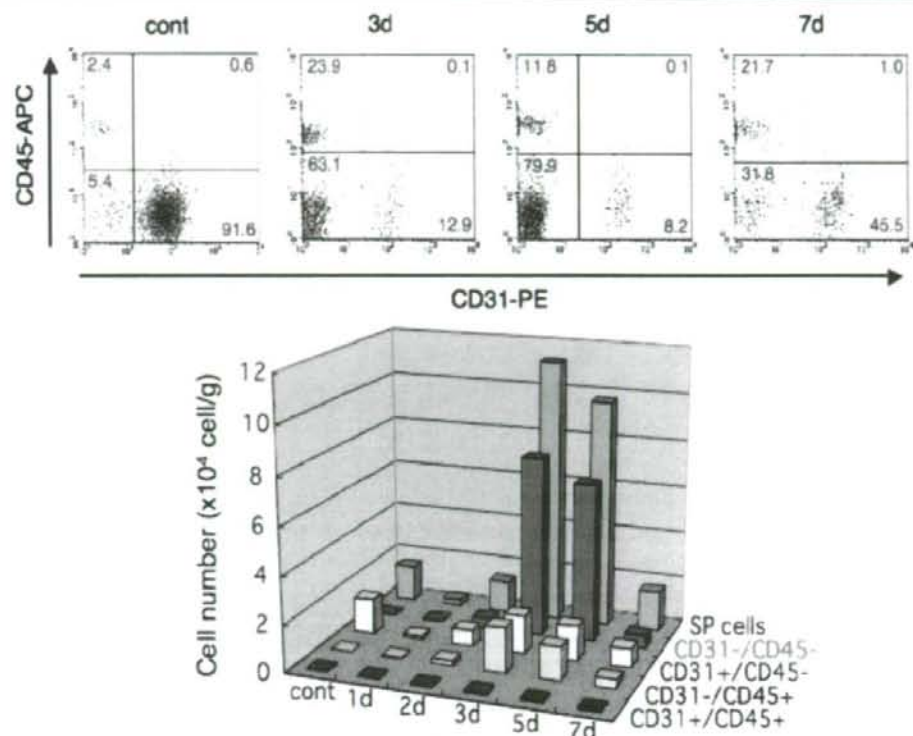 cont 3d 5d 7d
CD45-APC
2.4 0.6
5.4 91.6
23.9 0.1
63.1 12.9
11.8 0.1
79.9 8.2
21.7 1.0
31.8 45.5
CD31-PE
Cell number (x10⁴ cell/g)
12
10
8
6
4
2
0
cont 1d 2d 3d 5d 7d
SP cells
CD31-/CD45-
CD31+/CD45-
CD31-/CD45+
CD31+/CD45+